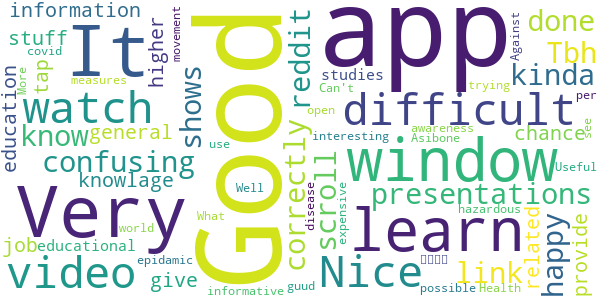 information
It
stuff
covid
tap
higher
movement
More
measures
education
watch
know
general
shows
confusing
knowlage
Very
world
job
educational
epidamic
video
give
Good
use
Well
What
informative
guud
reddit
correctly
disease
scroll
open
Can't
studies
interesting
expensive
app
Against
done
Tbh
kinda
trying
per
difficult
awareness
Asibone
chance
see
window
Useful
presentations
learn
hazardous
Nice
link
possible
Health
related
happy
provide